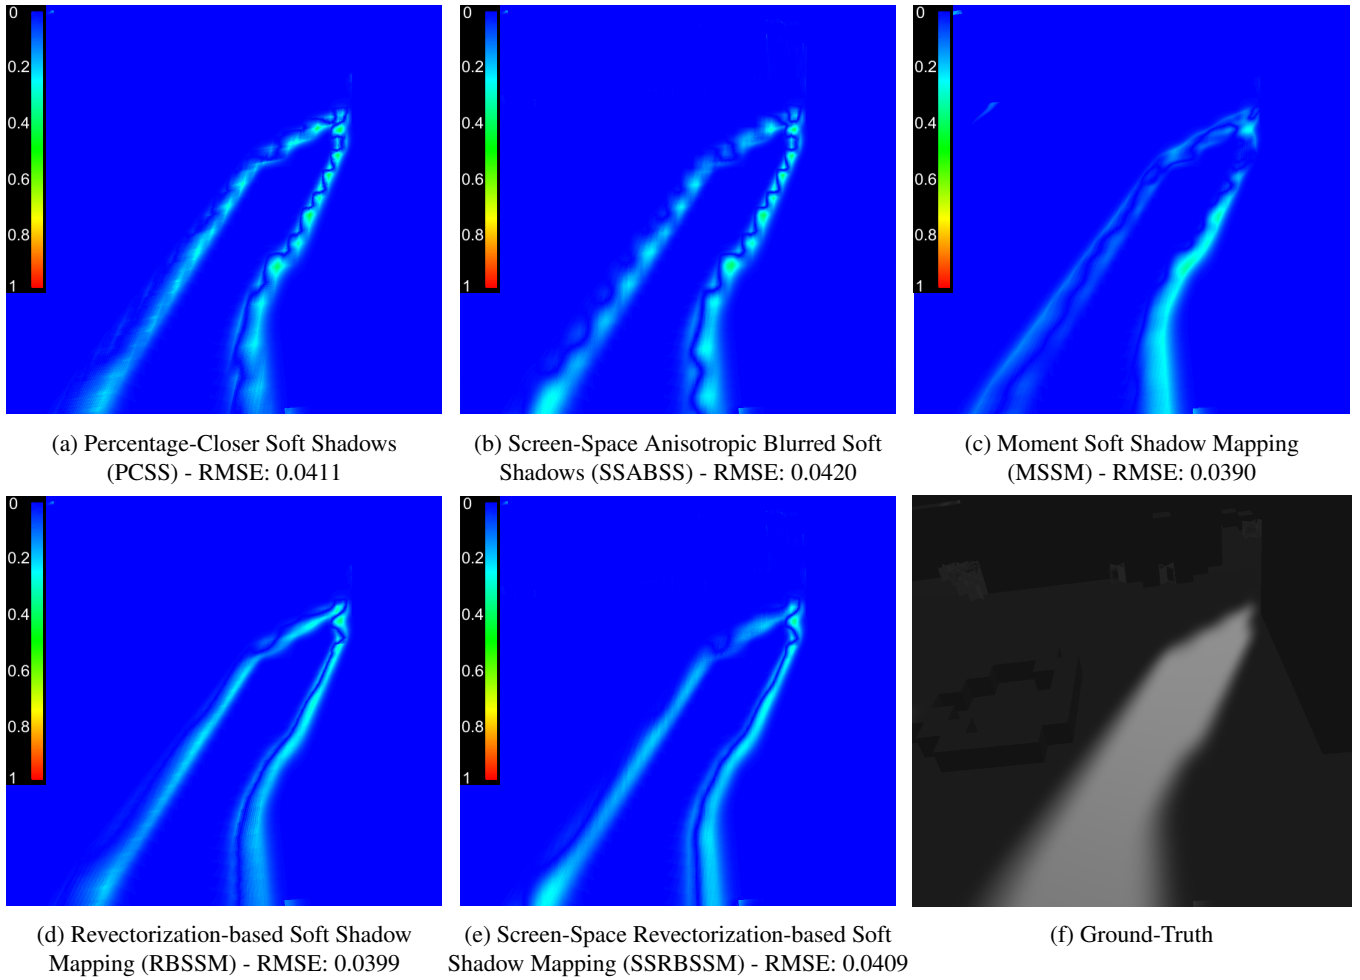 0
0.2
0.4
0.6
0.8
1
0
0.2
0.4
0.6
0.8
1
0
0.2
0.4
0.6
0.8
1
(a) Percentage-Closer Soft Shadows
(PCSS) - RMSE: 0.0411
(b) Screen-Space Anisotropic Blurred Soft
Shadows (SSABSS) - RMSE: 0.0420
(c) Moment Soft Shadow Mapping
(MSSM) - RMSE: 0.0390
0
0.2
0.4
0.6
0.8
1
0
0.2
0.4
0.6
0.8
1
(d) Revectorization-based Soft Shadow
Mapping (RBSSM) - RMSE: 0.0399
(e) Screen-Space Revectorization-based Soft
Shadow Mapping (SSRBSSM) - RMSE: 0.0409
(f) Ground-Truth